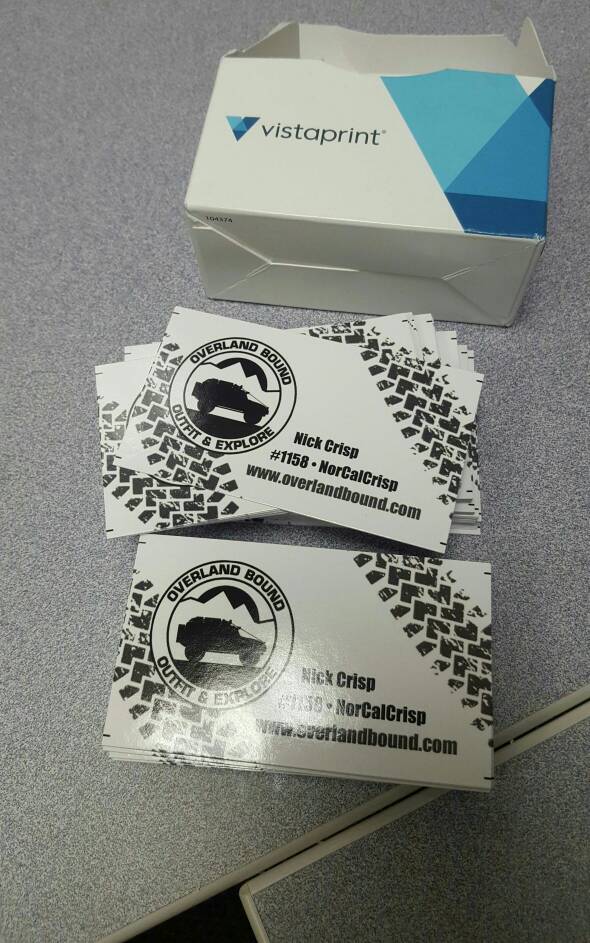 vistaprint®
104374
OVERLAND BOUND
OUTFIT & EXPLORE
Nick Crisp
#1158 • NorCalCrisp
www.overlandbound.com
OVERLAND BOUND
OUTFIT & EXPLORE
Nick Crisp
#1158 • NorCalCrisp
www.overlandbound.com